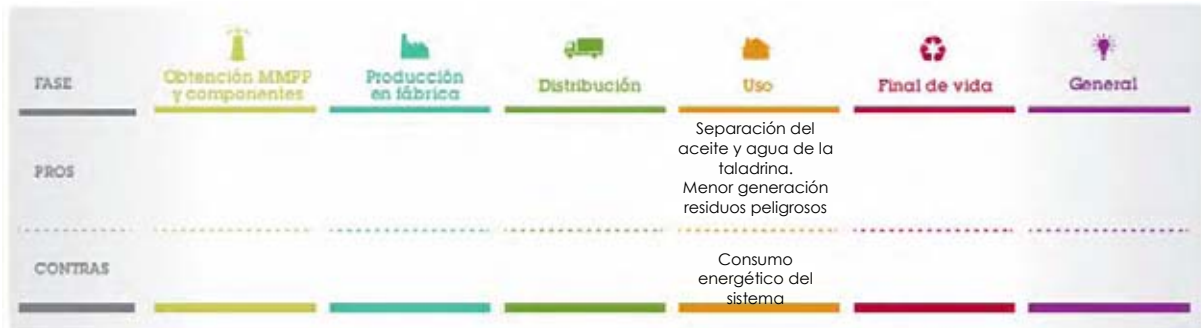 FASE
Obtención MMPP
y componentes
Producción
en fábrica
Distribución
Uso
Final de vida
General
PROS
Separación del
aceite y agua de la
taladrina.
Menor generación
residuos peligrosos
CONTRAS
Consumo
energético del
sistema